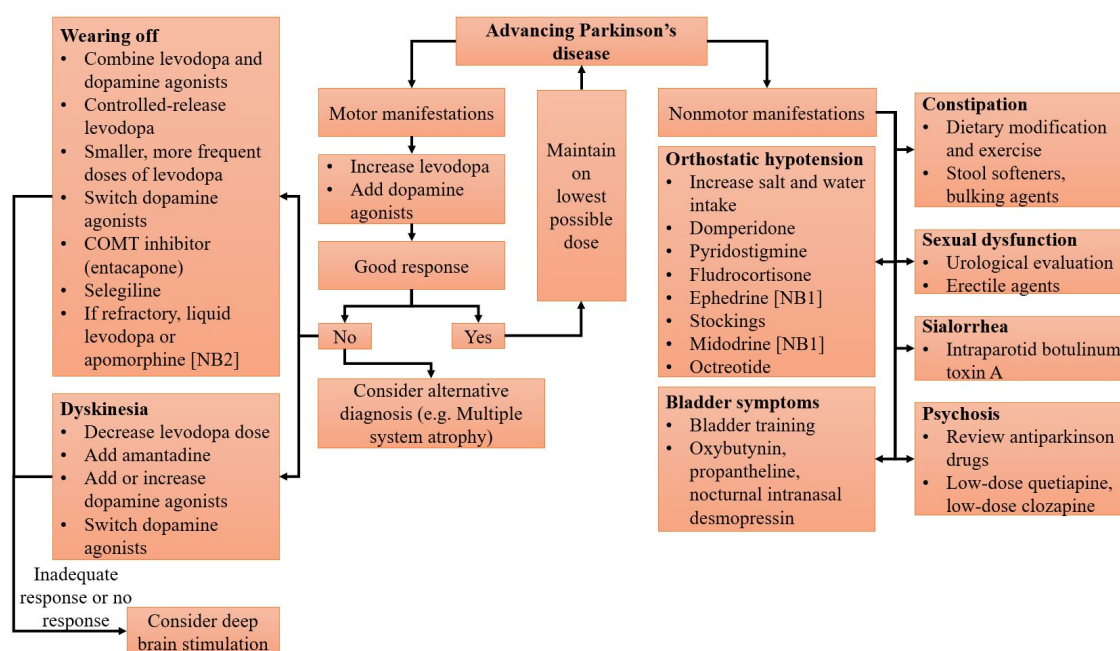 Advancing Parkinson's
disease
Wearing off
• Combine levodopa and
dopamine agonists
• Controlled-release
levodopa
• Smaller, more frequent
doses of levodopa
• Switch dopamine
agonists
• COMT inhibitor
(entacapone)
• Selegiline
• If refractory, liquid
levodopa or
apomorphine [NB2]
Dyskinesia
• Decrease levodopa dose
• Add amantadine
• Add or increase
dopamine agonists
• Switch dopamine
agonists
Inadequate
response or no
response
Consider deep
brain stimulation
Motor manifestations
• Increase levodopa
• Add dopamine
agonists
Good response
No
Yes
Consider alternative
diagnosis (e.g. Multiple
system atrophy)
Maintain
on
lowest
possible
dose
Nonmotor manifestations
Orthostatic hypotension
• Increase salt and water
intake
• Domperidone
• Pyridostigmine
• Fludrocortisone
• Ephedrine [NB1]
• Stockings
• Midodrine [NB1]
• Octreotide
Bladder symptoms
• Bladder training
• Oxybutynin,
propantheline,
nocturnal intranasal
desmopressin
Constipation
• Dietary modification
and exercise
• Stool softeners,
bulking agents
Sexual dysfunction
• Urological evaluation
• Erectile agents
Sialorrhea
• Intraparotid botulinum
toxin A
Psychosis
• Review antiparkinson
drugs
• Low-dose quetiapine,
low-dose clozapine